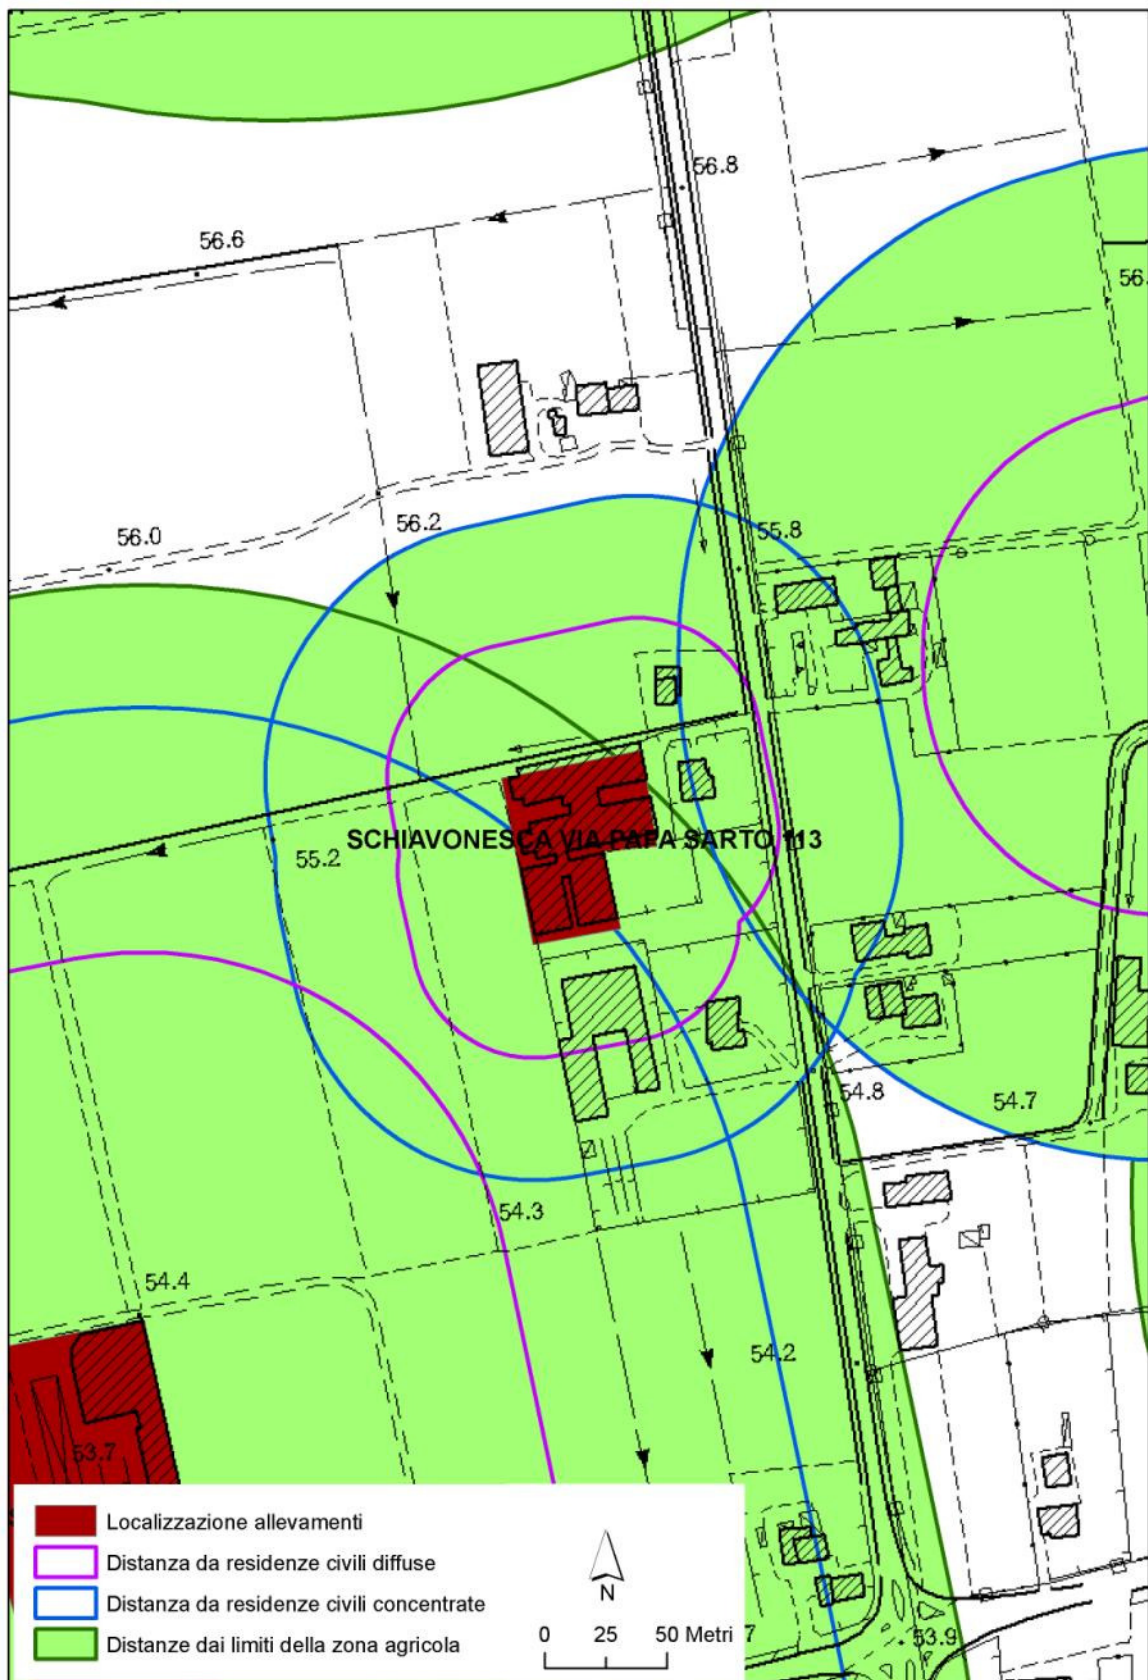 56.8
56.6
56.
56.2
55.8
56.0
SCHIAVONESCA VIA PAPA SARTO 113
55.2
54.8
54.7
54.3
54.4
54.2
53.7
Localizzazione allevamenti
Distanza da residenze civili diffuse
Distanza da residenze civili concentrate
Distanze dai limiti della zona agricola
N
0 25 50 Metri
7
53.9